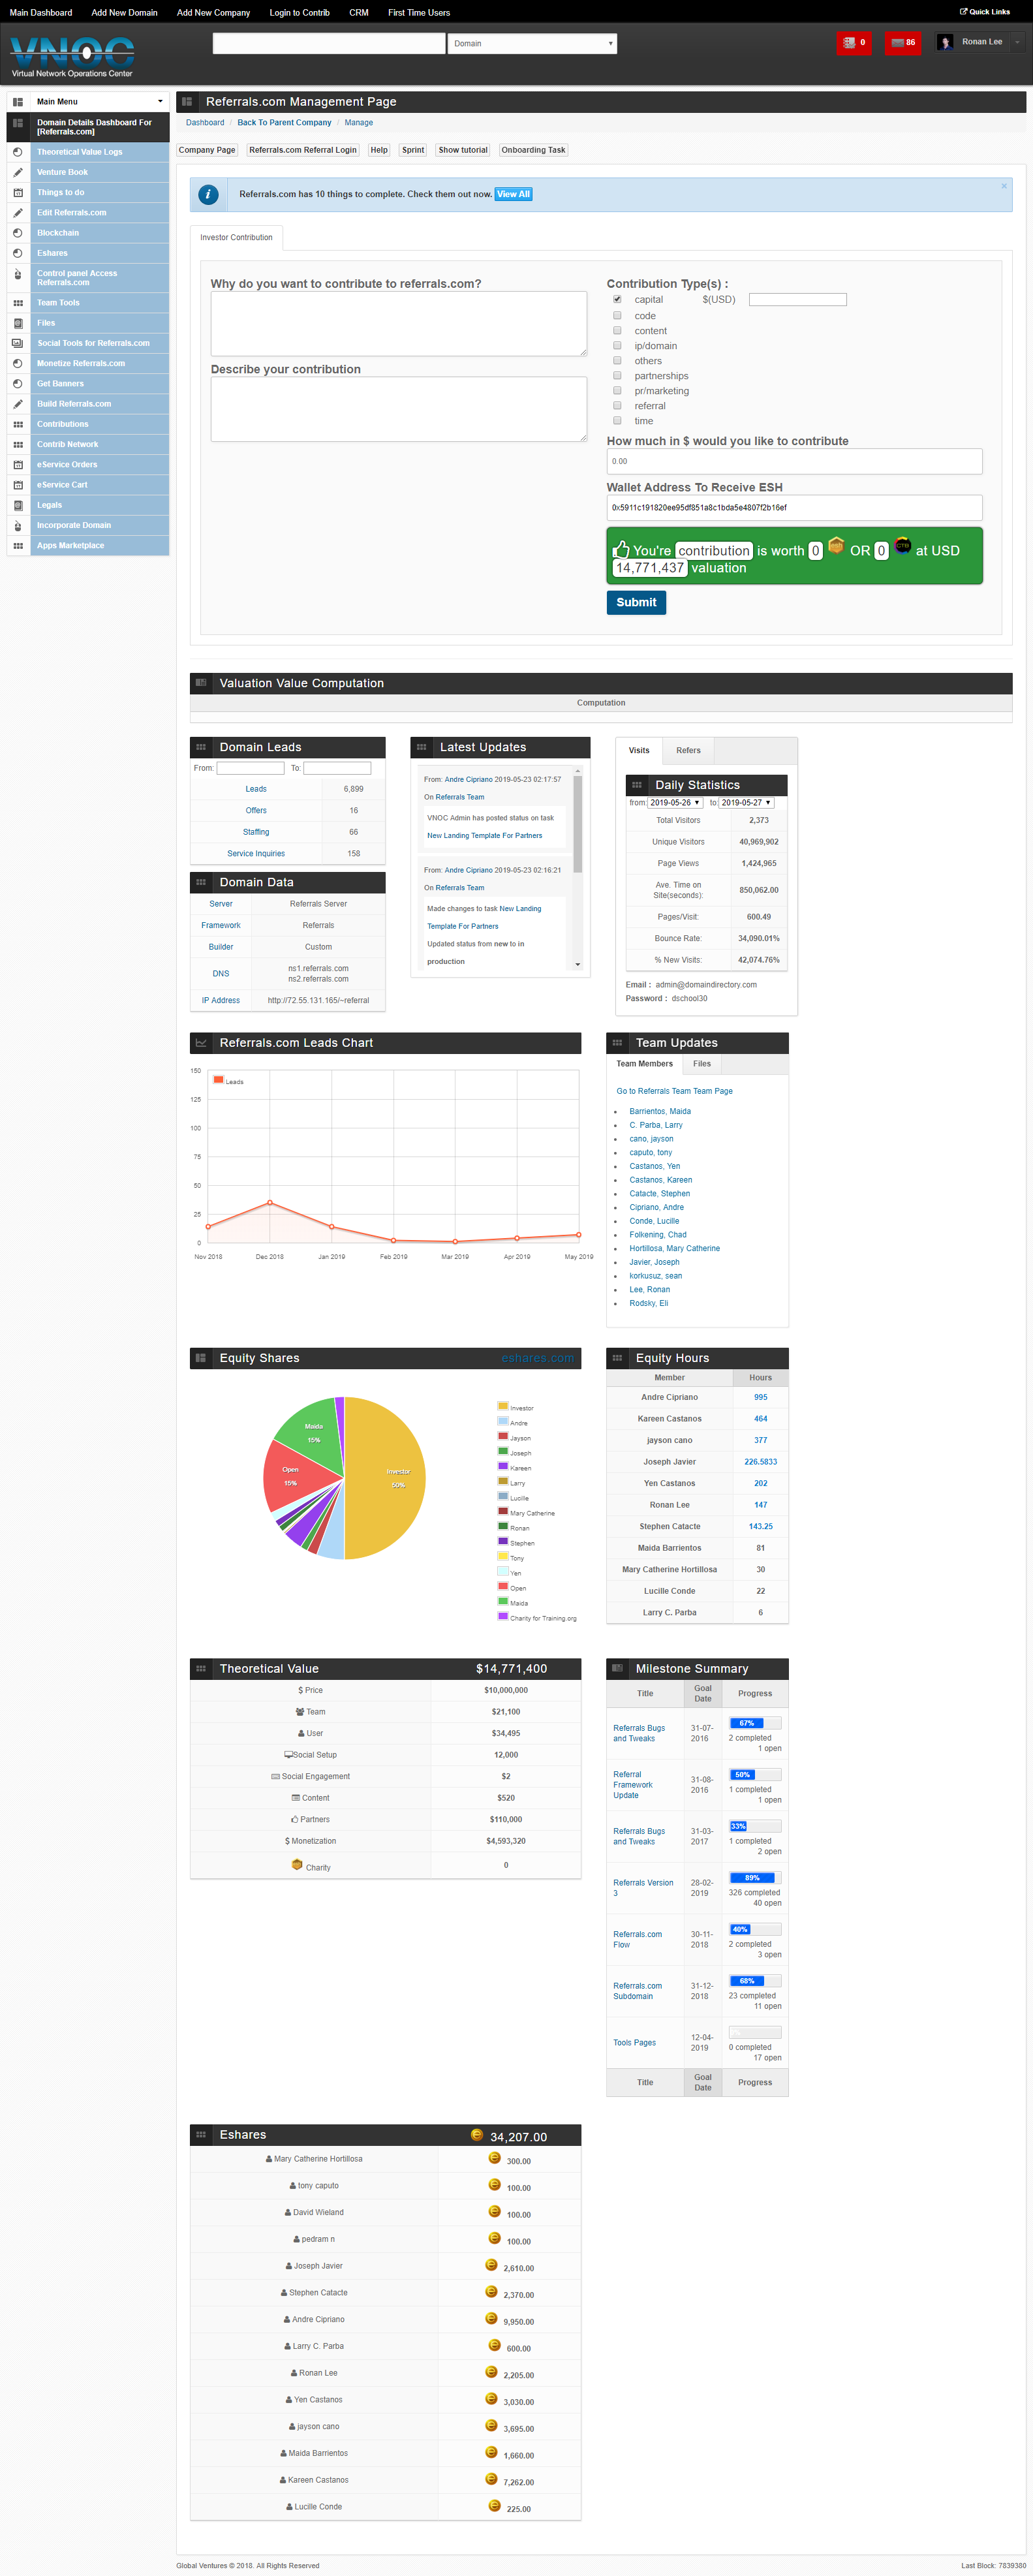 Main Dashboard Add New Domain Add New Company Login to Contrib CRM First Time Users Quick Links
VNOC
Virtual Network Operations Center
Domain
0 86 Ronan Lee
Main Menu
Domain Details Dashboard For
[Referrals.com]
Theoretical Value Logs
Venture Book
Things to do
Edit Referrals.com
Blockchain
Eshares
Control panel Access
Referrals.com
Team Tools
Files
Social Tools for Referrals.com
Monetize Referrals.com
Get Banners
Build Referrals.com
Contributions
Contrib Network
eService Orders
eService Cart
Legals
Incorporate Domain
Apps Marketplace
Referrals.com Management Page
Dashboard / Back To Parent Company / Manage
Company Page Referrals.com Referral Login Help Sprint Show tutorial Onboarding Task
Referrals.com has 10 things to complete. Check them out now. View All
×
Investor Contribution
Why do you want to contribute to referrals.com?
Describe your contribution
Contribution Type(s) :
capital $(USD)
code
content
ip/domain
others
partnerships
pr/marketing
referral
time
How much in $ would you like to contribute
0.00
Wallet Address To Receive ESH
0x5911c191820ee95df851a8c1bda5e4807f2b16ef
You're contribution is worth 0 OR 0 CTB at USD
14,771,437 valuation
Submit
Valuation Value Computation
Computation
Domain Leads
From: To:
Leads 6,899
Offers 16
Staffing 66
Service Inquiries 158
Domain Data
Server Referrals Server
Framework Referrals
Builder Custom
DNS ns1.referrals.com
ns2.referrals.com
IP Address http://72.55.131.165/~referral
Latest Updates
From: Andre Cipriano 2019-05-23 02:17:57
On Referrals Team
VNOC Admin has posted status on task
New Landing Template For Partners
From: Andre Cipriano 2019-05-23 02:16:21
On Referrals Team
Made changes to task New Landing
Template For Partners
Updated status from new to in
production
Visits Refers
Daily Statistics
from: 2019-05-26 to: 2019-05-27
Total Visitors 2,373
Unique Visitors 40,969,902
Page Views 1,424,965
Ave. Time on
Site(seconds): 850,062.00
Pages/Visit: 600.49
Bounce Rate: 34,090.01%
% New Visits: 42,074.76%
Email : admin@domaindirectory.com
Password : dschool30
Referrals.com Leads Chart
Leads
150
125
100
75
50
25
0
Nov 2018 Dec 2018 Jan 2019 Feb 2019 Mar 2019 Apr 2019 May 2019
Team Updates
Team Members Files
Go to Referrals Team Team Page
Barrientos, Maida
C. Parba, Larry
cano, jayson
caputo, tony
Castanos, Yen
Castanos, Kareen
Catacte, Stephen
Cipriano, Andre
Conde, Lucille
Folkening, Chad
Hortillosa, Mary Catherine
Javier, Joseph
korkusuz, sean
Lee, Ronan
Rodsky, Eli
Equity Shares eshares.com
Maida
15%
Open
15%
Investor
50%
Investor
Andre
Jayson
Joseph
Kareen
Larry
Lucille
Mary Catherine
Ronan
Stephen
Tony
Yen
Open
Maida
Charity for Training.org
Equity Hours
Member Hours
Andre Cipriano 995
Kareen Castanos 464
jayson cano 377
Joseph Javier 226.5833
Yen Castanos 202
Ronan Lee 147
Stephen Catacte 143.25
Maida Barrientos 81
Mary Catherine Hortillosa 30
Lucille Conde 22
Larry C. Parba 6
Theoretical Value $14,771,400
$ Price $10,000,000
Team $21,100
User $34,495
Social Setup 12,000
Social Engagement $2
Content $520
Partners $110,000
$ Monetization $4,593,320
Charity 0
Milestone Summary
Title Goal Date Progress
Referrals Bugs and Tweaks 31-07-2016 67%
2 completed
1 open
Referral Framework Update 31-08-2016 50%
1 completed
1 open
Referrals Bugs and Tweaks 31-03-2017 33%
1 completed
2 open
Referrals Version 3 28-02-2019 89%
326 completed
40 open
Referrals.com Flow 30-11-2018 40%
2 completed
3 open
Referrals.com Subdomain 31-12-2018 68%
23 completed
11 open
Tools Pages 12-04-2019
0 completed
17 open
Title Goal Date Progress
Eshares 34,207.00
Mary Catherine Hortillosa 300.00
tony caputo 100.00
David Wieland 100.00
pedram n 100.00
Joseph Javier 2,610.00
Stephen Catacte 2,370.00
Andre Cipriano 9,950.00
Larry C. Parba 600.00
Ronan Lee 2,205.00
Yen Castanos 3,030.00
jayson cano 3,695.00
Maida Barrientos 1,660.00
Kareen Castanos 7,262.00
Lucille Conde 225.00
Global Ventures © 2018. All Rights Reserved Last Block: 7839380